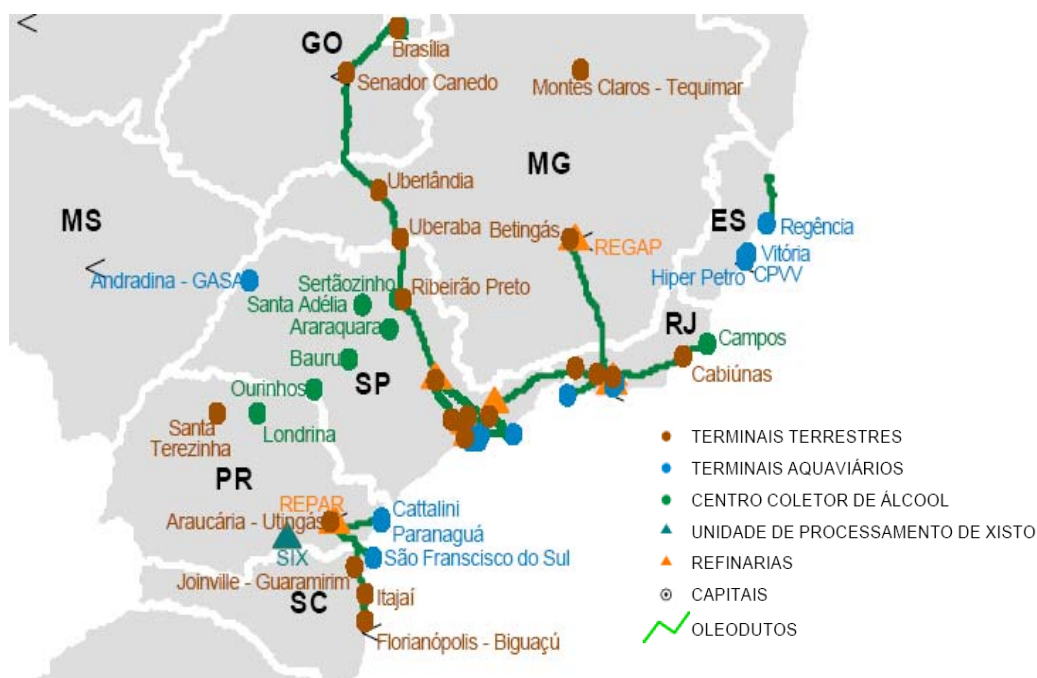 GO
Brasília
Senador Canedo
Montes Claros - Tequimar
MG
Uberlândia
MS
Uberaba
Betingás
REGAP
ES
Regência
Vitória
Hiper Petro
CPVV
Andradina - GASA
Sertãozinho
Ribeirão Preto
Santa Adélia
Araraquara
RJ
Campos
Bauru
SP
Cabiúnas
Ourinhos
Santa
Terezinha
Londrina
PR
REPAR
Cattalini
Araucária - Utingás
Paranaguá
SIX
São Franscisco do Sul
Joinville - Guaramirim
SC
Itajaí
Florianópolis - Biguaçú
TERMINAIS TERRESTRES
TERMINAIS AQUAVIÁRIOS
CENTRO COLETOR DE ÁLCOOL
UNIDADE DE PROCESSAMENTO DE XISTO
REFINARIAS
CAPITAIS
OLEODUTOS